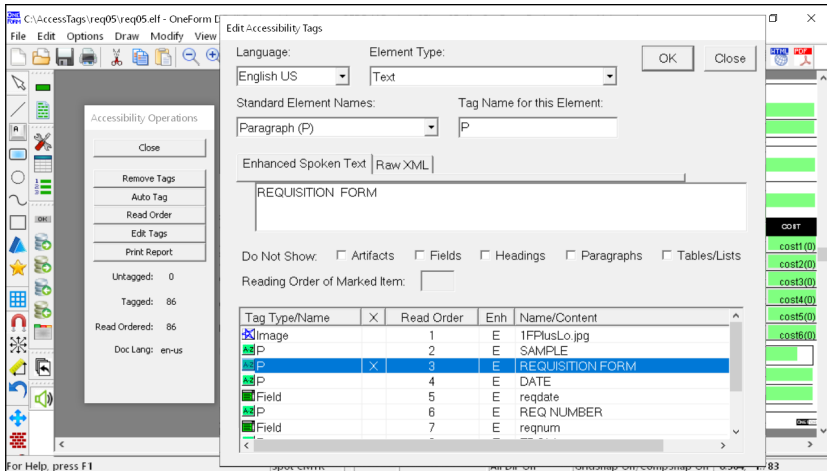 C:\AccessTags\req05\req05.elf - OneForm D
File Edit Options Draw Modify View
Edit Accessibility Tags
Language: Element Type:
English US Text
OK Close
Standard Element Names: Tag Name for this Element:
Paragraph (P) P
Enhanced Spoken Text Raw XML
REQUISITION FORM
Do Not Show: Artifacts Fields Headings Paragraphs Tables/Lists
Reading Order of Marked Item:
Tag Type/Name X Read Order Enh Name/Content
Image 1 E 1FPlusLo.jpg
P 2 E SAMPLE
P X 3 E REQUISITION FORM
P 4 E DATE
Field 5 E reqdate
P 6 E REQ NUMBER
Field 7 E reqnum
Accessibility Operations
Close
Remove Tags
Auto Tag
Read Order
Edit Tags
Print Report
Untagged: 0
Tagged: 86
Read Ordered: 86
Doc Lang: en-us
HTML PDF
COST
cost1(0)
cost2(0)
cost3(0)
cost4(0)
cost5(0)
cost6(0)
OK
For Help, press F1